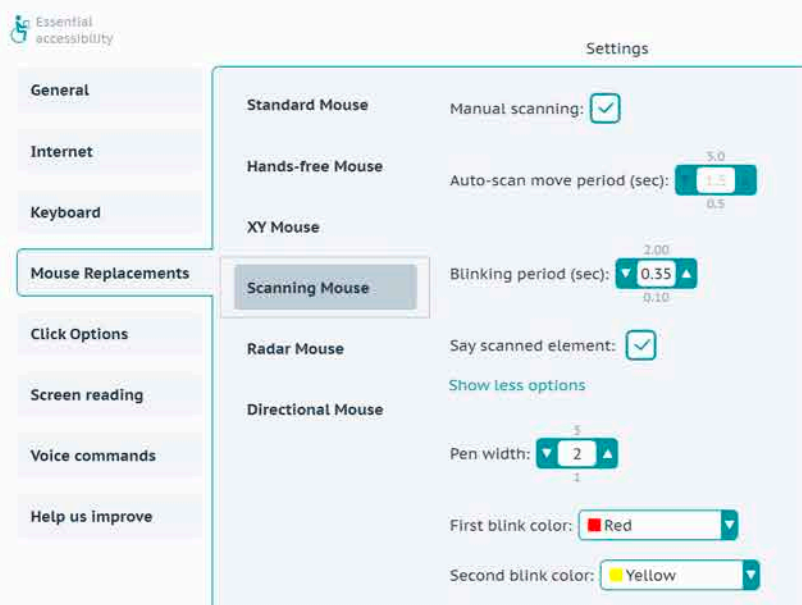 Essential
accessibility
Settings
General
Internet
Keyboard
Mouse Replacements
Click Options
Screen reading
Voice commands
Help us improve
Standard Mouse
Hands-free Mouse
XY Mouse
Scanning Mouse
Radar Mouse
Directional Mouse
Manual scanning:
5.0
Auto-scan move period (sec): 1.5
0.5
2.00
Blinking period (sec): 0.35
0.10
Say scanned element:
Show less options
5
Pen width: 2
1
First blink color: Red
Second blink color: Yellow